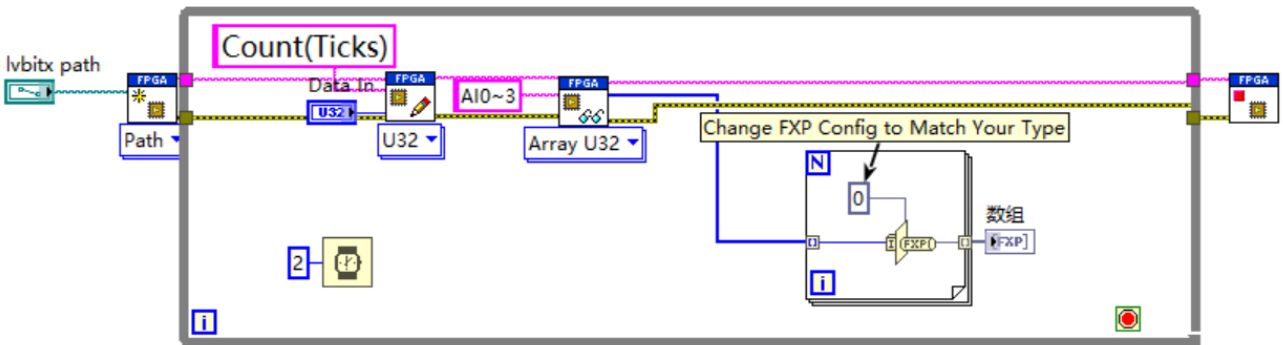 Count(Ticks)
lvbitx path
FPGA
Data In
U32
FPGA
AI0~3
FPGA
FPGA
Path
U32
Array U32
Change FXP Config to Match Your Type
N
0
数组
FXP]
I
FXP(
2
i
i